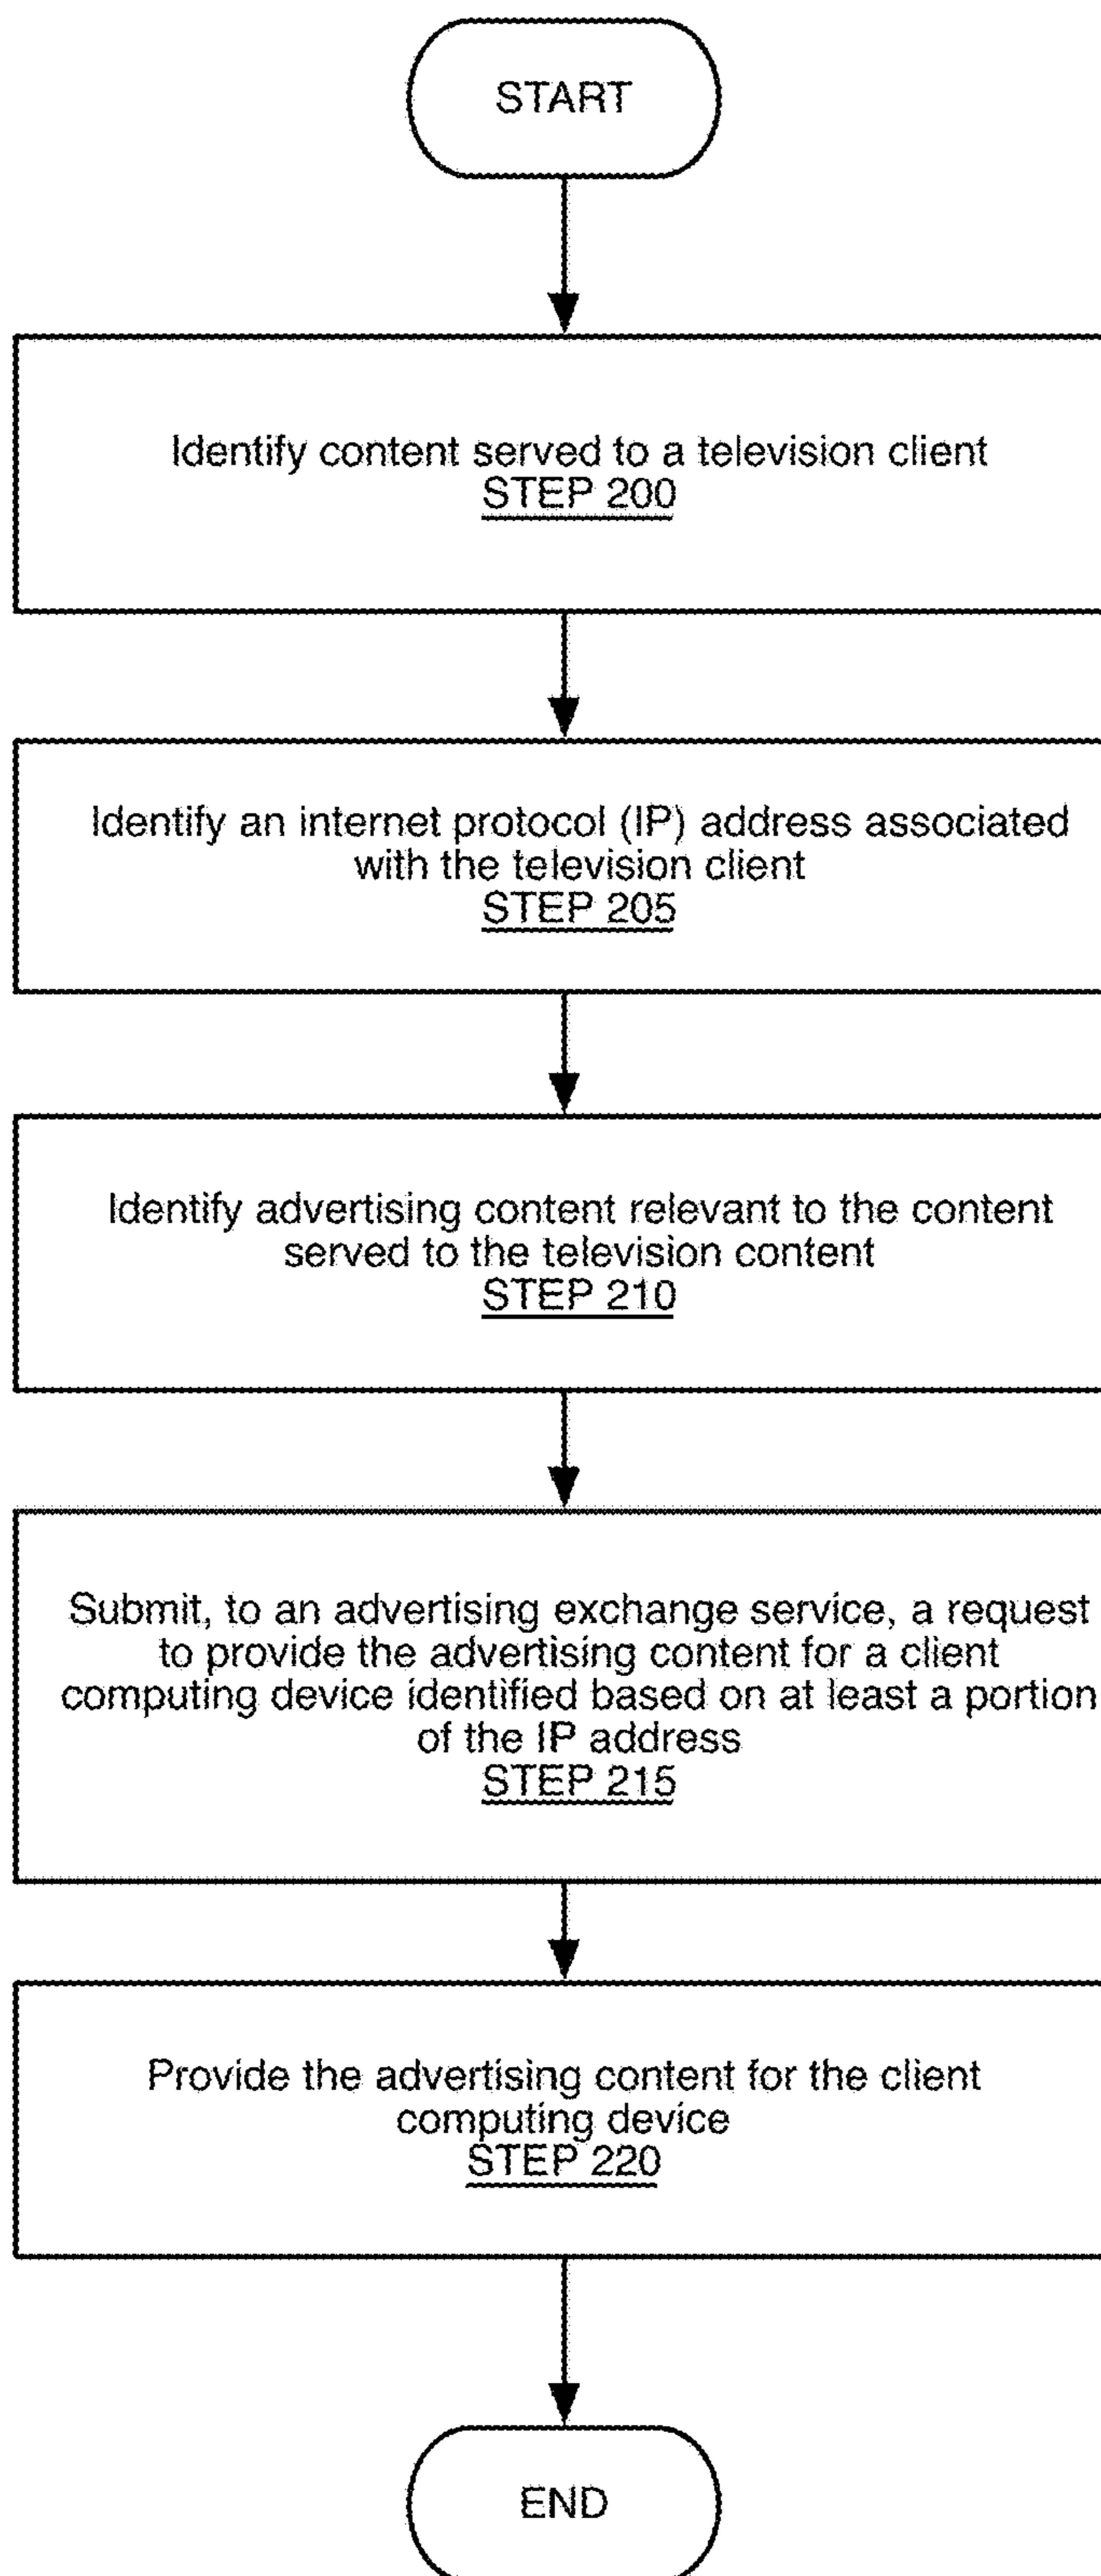 START
Identify content served to a television client
STEP 200
Identify an internet protocol (IP) address associated
with the television client
STEP 205
Identify advertising content relevant to the content
served to the television content
STEP 210
Submit, to an advertising exchange service, a request
to provide the advertising content for a client
computing device identified based on at least a portion
of the IP address
STEP 215
Provide the advertising content for the client
computing device
STEP 220
END